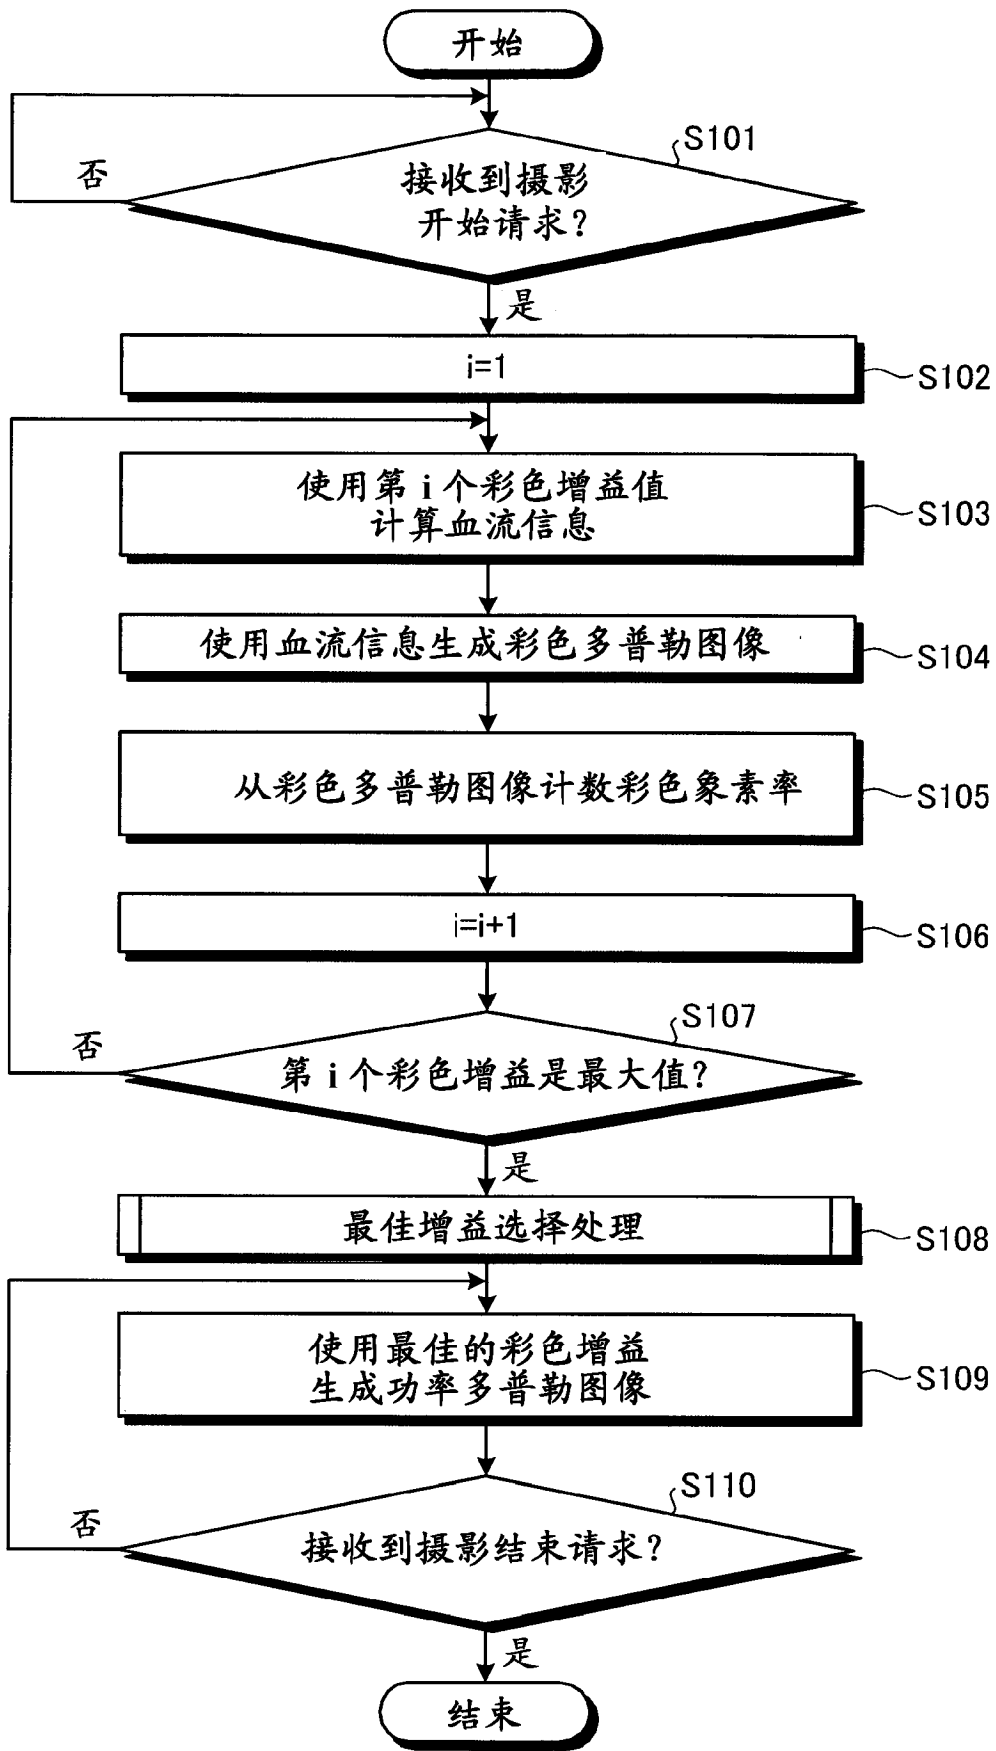 开始
否
S101
接收到摄影
开始请求?
是
i=1
S102
使用第 i 个彩色增益值
计算血流信息
S103
使用血流信息生成彩色多普勒图像
S104
从彩色多普勒图像计数彩色象素率
S105
i=i+1
S106
否
S107
第 i 个彩色增益是最大值?
是
最佳增益选择处理
S108
使用最佳的彩色增益
生成功率多普勒图像
S109
否
S110
接收到摄影结束请求?
是
结束